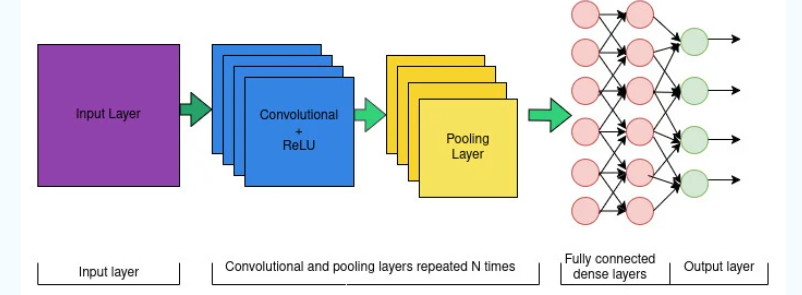 Input Layer
Convolutional
+
ReLU
Pooling
Layer
Input layer
Convolutional and pooling layers repeated N times
Fully connected
dense layers
Output layer